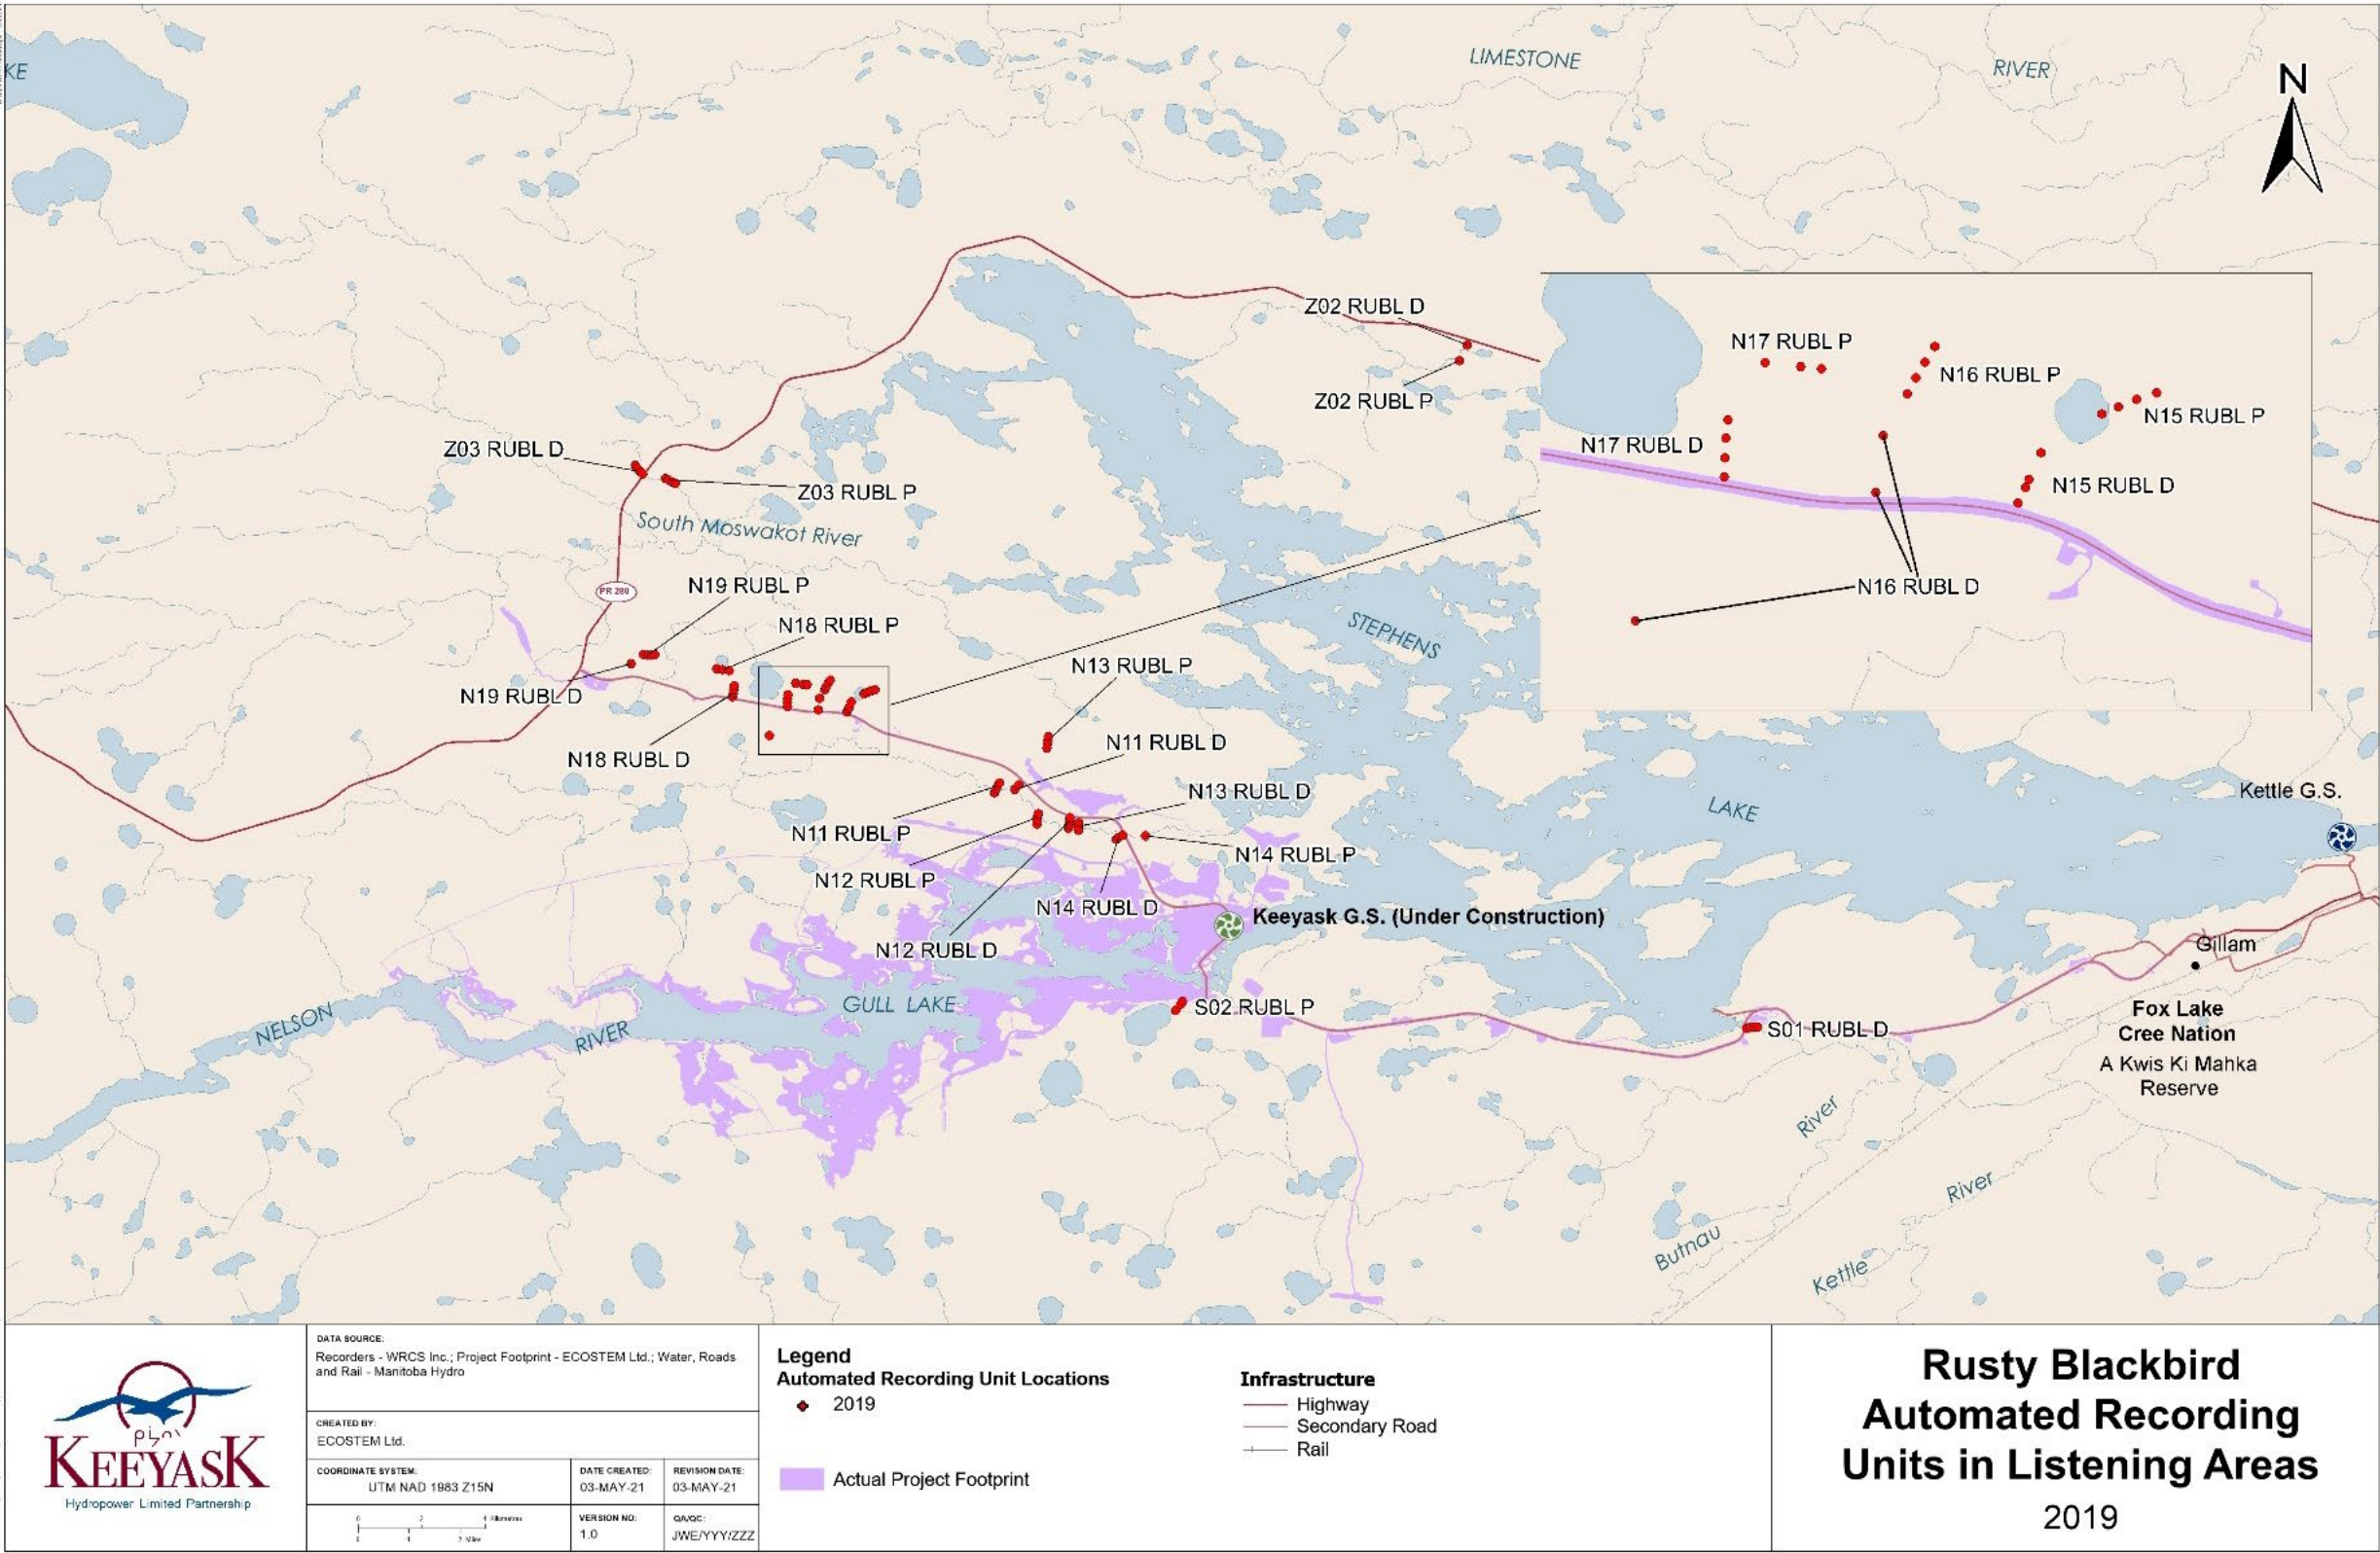 KE
LIMESTONE
RIVER
N
Z02 RUBL D
Z02 RUBL P
N17 RUBL P
N16 RUBL P
N15 RUBL P
N17 RUBL D
N15 RUBL D
N16 RUBL D
Z03 RUBL D
Z03 RUBL P
South Moswakot River
PR 280
N19 RUBL P
N18 RUBL P
STEPHENS
N13 RUBL P
N19 RUBL D
N11 RUBL D
N18 RUBL D
N13 RUBL D
Kettle G.S.
LAKE
N11 RUBL P
N14 RUBL P
N12 RUBL P
N14 RUBL D
Keeyask G.S. (Under Construction)
N12 RUBL D
Gillam
GULL LAKE
S02 RUBL P
NELSON
RIVER
S01 RUBL D
Fox Lake
Cree Nation
A Kwis Ki Mahka
Reserve
River
River
Butnau
Kettle
KEEYASK
Hydropower Limited Partnership
DATA SOURCE:
Recorders - WRCS Inc.; Project Footprint - ECOSTEM Ltd.; Water, Roads
and Rail - Manitoba Hydro
CREATED BY:
ECOSTEM Ltd.
COORDINATE SYSTEM:
UTM NAD 1983 Z15N
DATE CREATED:
03-MAY-21
REVISION DATE:
03-MAY-21
0 2 4 Kilometres
VERSION NO:
1.0
QA/QC:
JWE/YYY/ZZZ
Legend
Automated Recording Unit Locations
2019
Actual Project Footprint
Infrastructure
Highway
Secondary Road
Rail
Rusty Blackbird
Automated Recording
Units in Listening Areas
2019